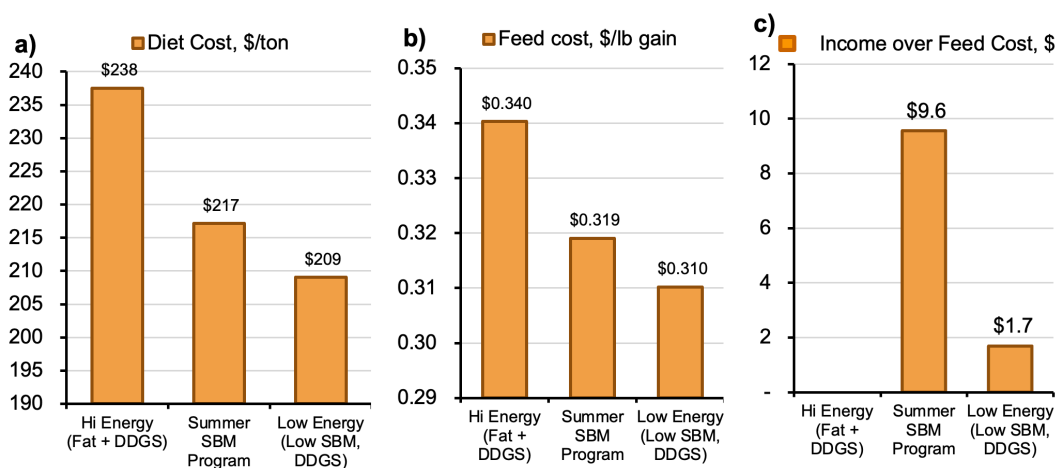 a)
Diet Cost, $/ton
240
235
230
225
220
215
210
205
200
195
190
$238
$217
$209
Hi Energy
(Fat + DDGS)
Summer
SBM
Program
Low Energy
(Low SBM,
DDGS)
b)
Feed cost, $/lb gain
0.35
0.34
0.33
0.32
0.31
0.30
0.29
$0.340
$0.319
$0.310
Hi Energy
(Fat +
DDGS)
Summer
SBM
Program
Low Energy
(Low SBM,
DDGS)
c)
Income over Feed Cost, $
12
10
8
6
4
2
-
$9.6
$1.7
Hi Energy
(Fat +
DDGS)
Summer
SBM
Program
Low Energy
(Low SBM,
DDGS)